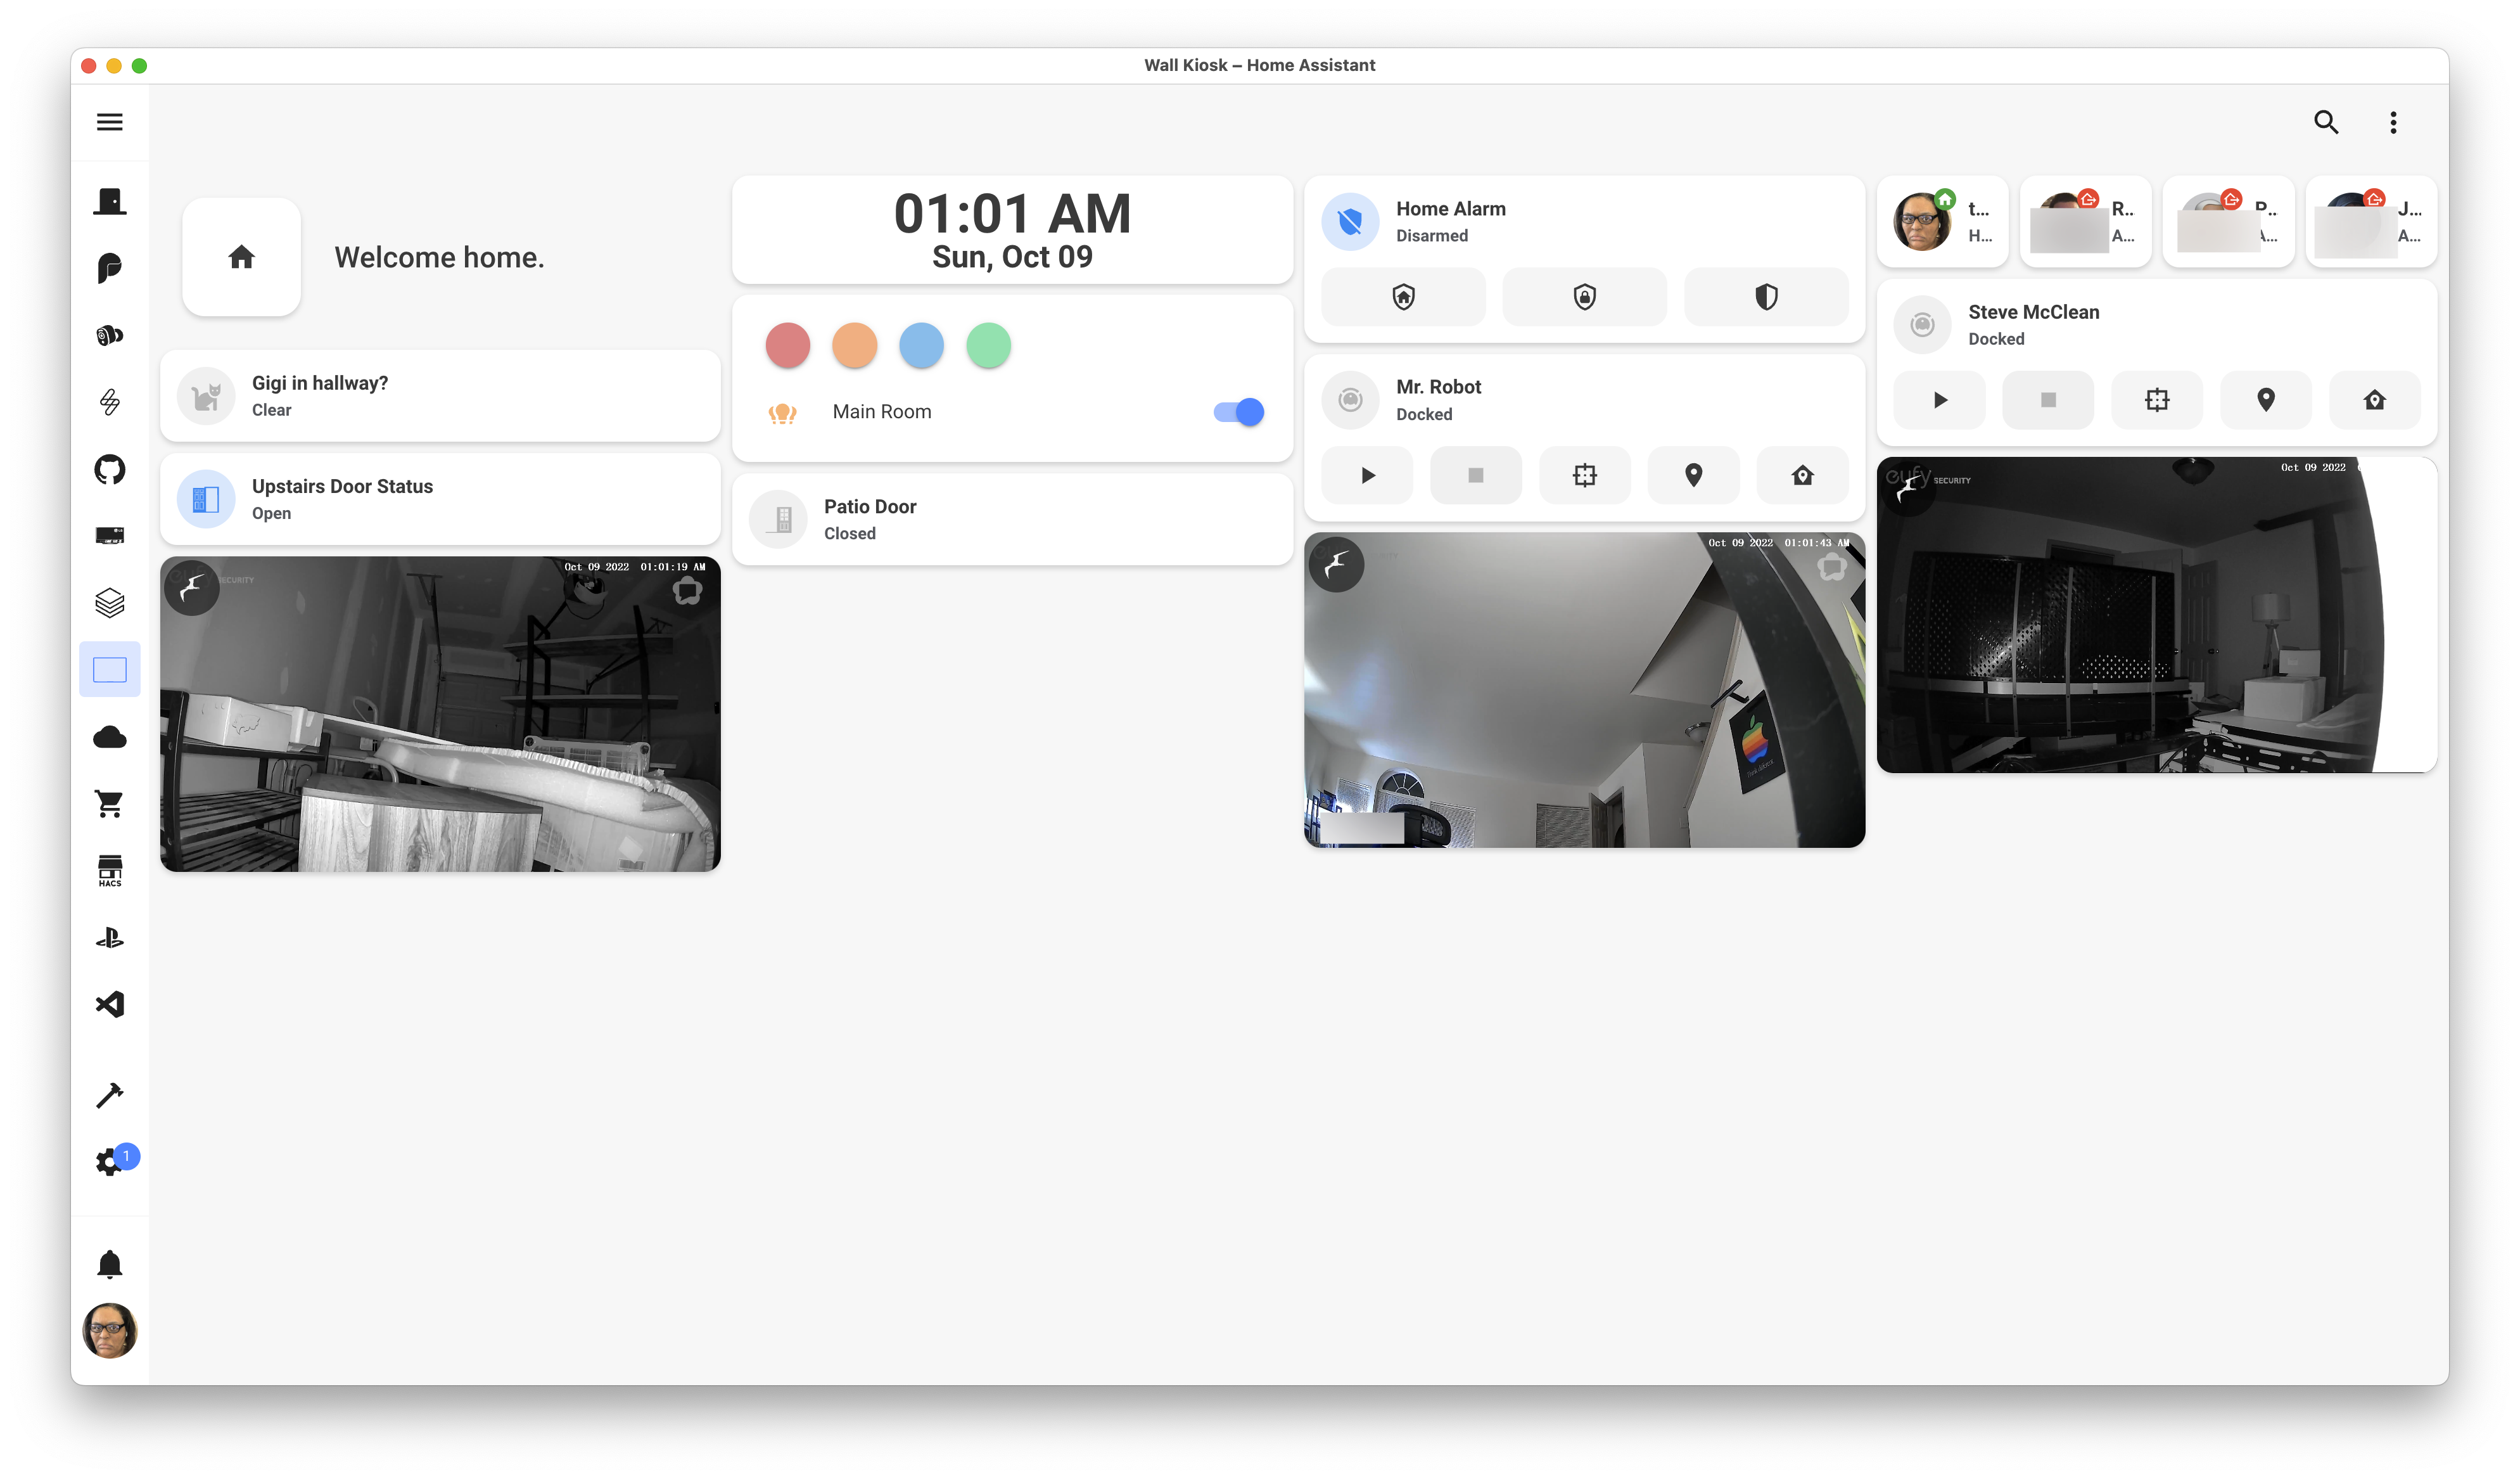 Wall Kiosk – Home Assistant
Welcome home.
Gigi in hallway?
Clear
Upstairs Door Status
Open
eufy SECURITY
Oct 09 2022 01:01:19 AM
01:01 AM
Sun, Oct 09
Main Room
Patio Door
Closed
Home Alarm
Disarmed
Mr. Robot
Docked
Oct 09 2022 01:01:43 AM
t...
H...
R...
A...
P...
A...
J...
A...
Steve McClean
Docked
eufy SECURITY
Oct 09 2022
HACS
1